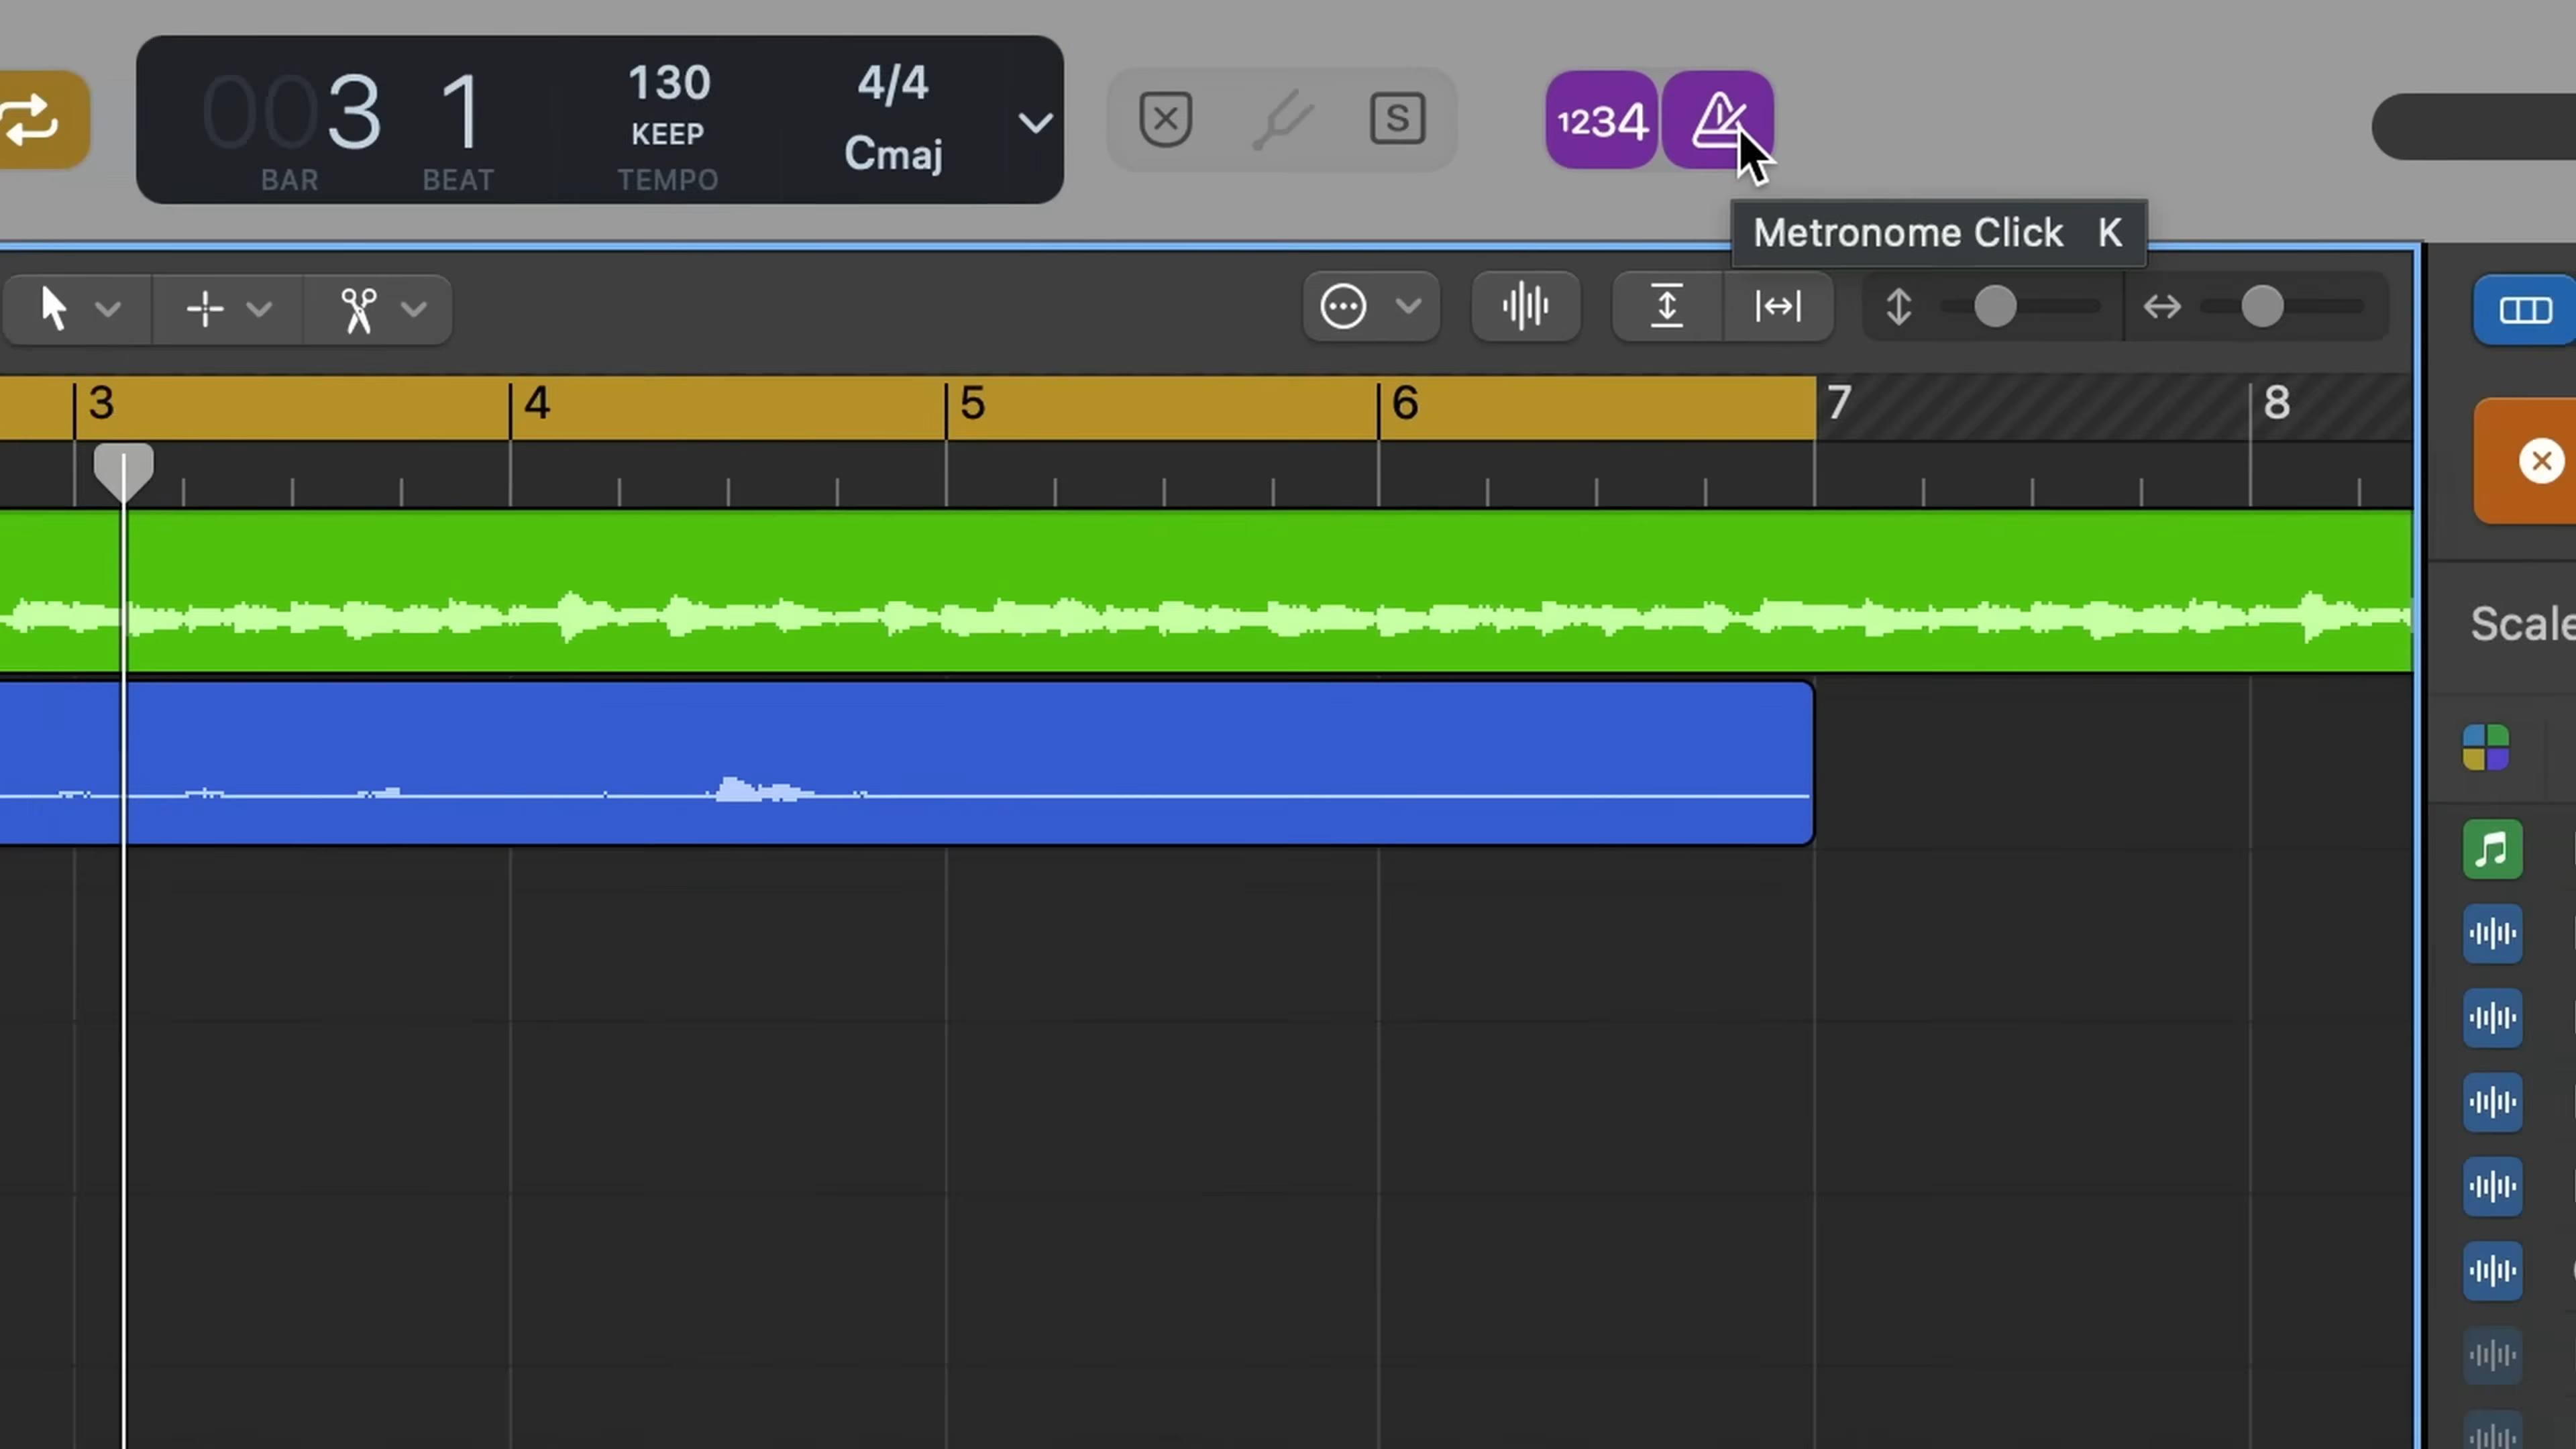 003 1
BAR BEAT
130
KEEP
TEMPO
4/4
Cmaj
S
1234
Metronome Click K
3 4 5 6 7 8
Scale